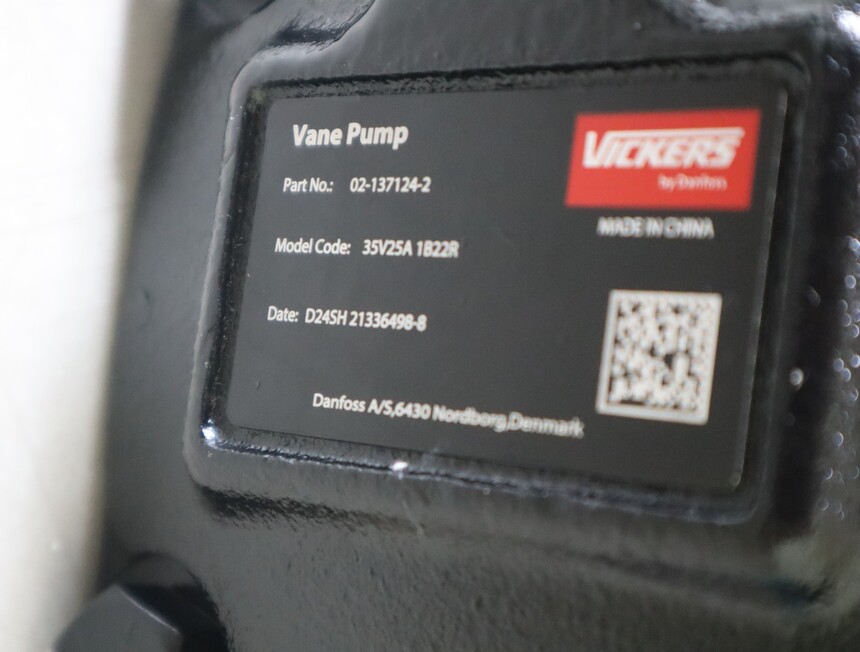 Vane Pump
VICKERS
by Danfoss
Part No.: 02-137124-2
MADE IN CHINA
Model Code: 35V25A 1B22R
Date: D24SH 21336498-8
Danfoss A/S,6430 Nordborg,Denmark